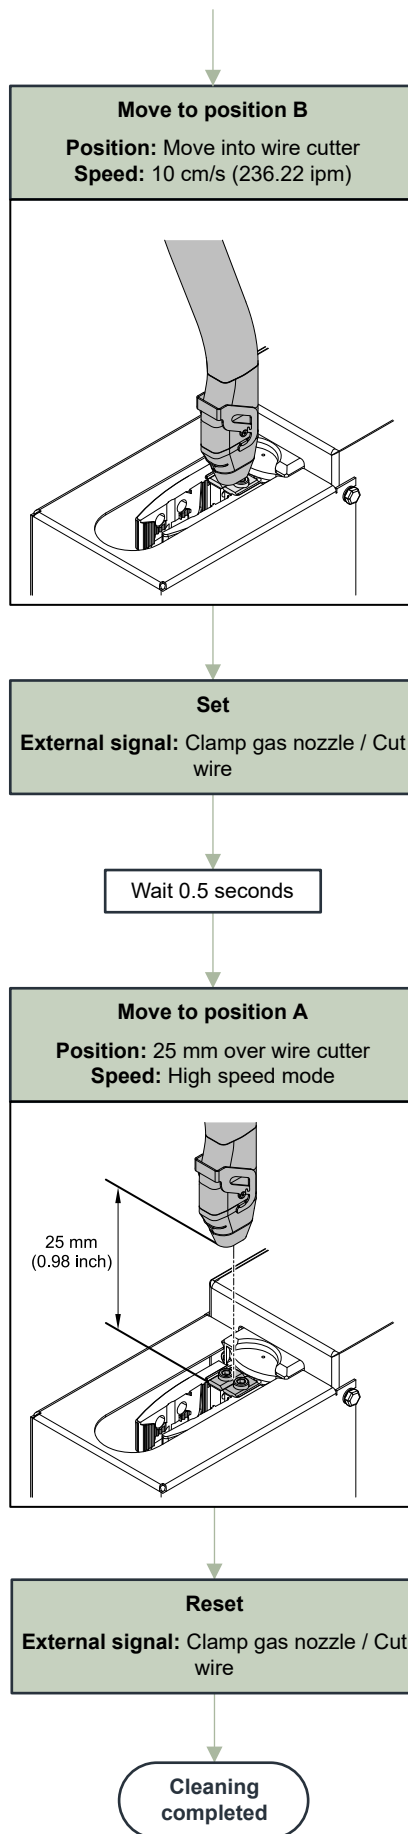 Move to position B
Position: Move into wire cutter
Speed: 10 cm/s (236.22 ipm)
Set
External signal: Clamp gas nozzle / Cut
wire
Wait 0.5 seconds
Move to position A
Position: 25 mm over wire cutter
Speed: High speed mode
25 mm
(0.98 inch)
Reset
External signal: Clamp gas nozzle / Cut
wire
Cleaning
completed